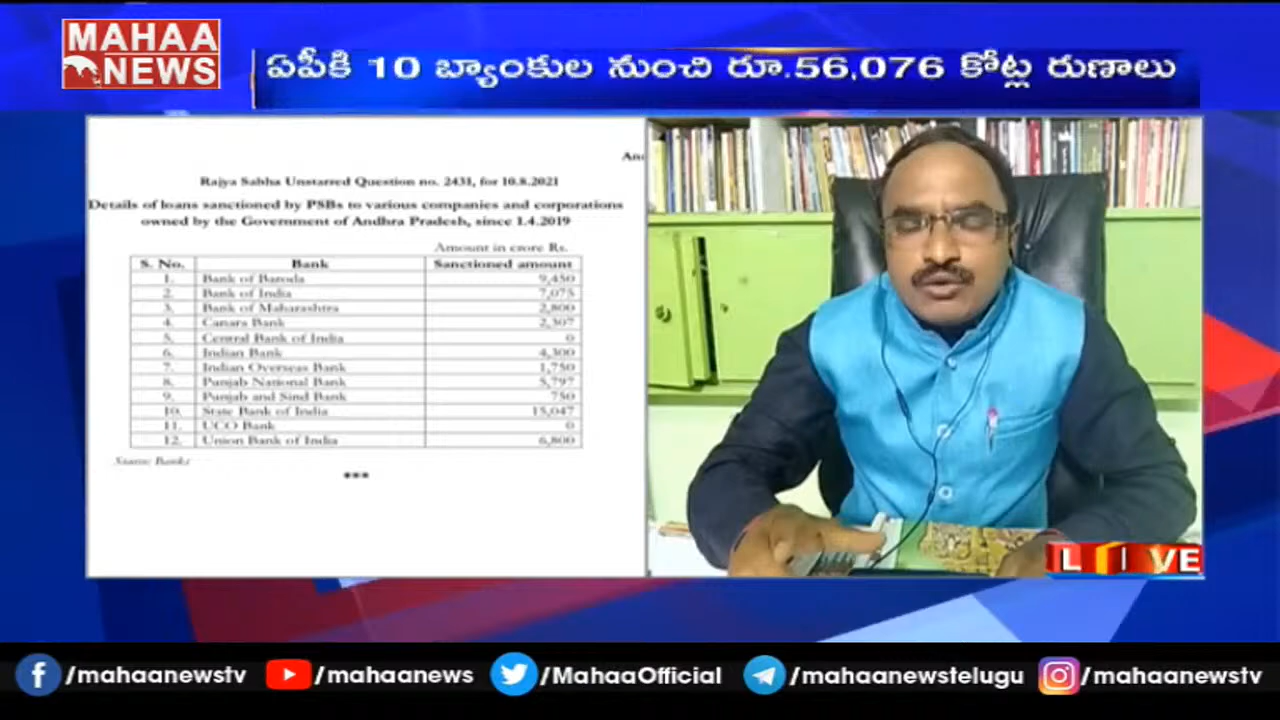 MAHAA
NEWS
ఏపీకి 10 బ్యాంకుల నుంచి రూ.56,076 కోట్ల రుణాలు
Rajya Sabha Unstarred Question no. 2431, for 10.8.2021
Details of loans sanctioned by PSBs to various companies and corporations
owned by the Government of Andhra Pradesh, since 1.4.2019
Amount in crore Rs.
S. No. Bank Sanctioned amount
1. Bank of Baroda 9,450
2. Bank of India 7,075
3. Bank of Maharashtra 2,800
4. Canara Bank 2,307
5. Central Bank of India 0
6. Indian Bank 4,300
7. Indian Overseas Bank 1,750
8. Punjab National Bank 5,797
9. Punjab and Sind Bank 750
10. State Bank of India 15,047
11. UCO Bank 0
12. Union Bank of India 6,800
Source: Banks
***
LIVE
/mahaanewstv /mahaanews /MahaaOfficial /mahaanewstelugu /mahaanewstv